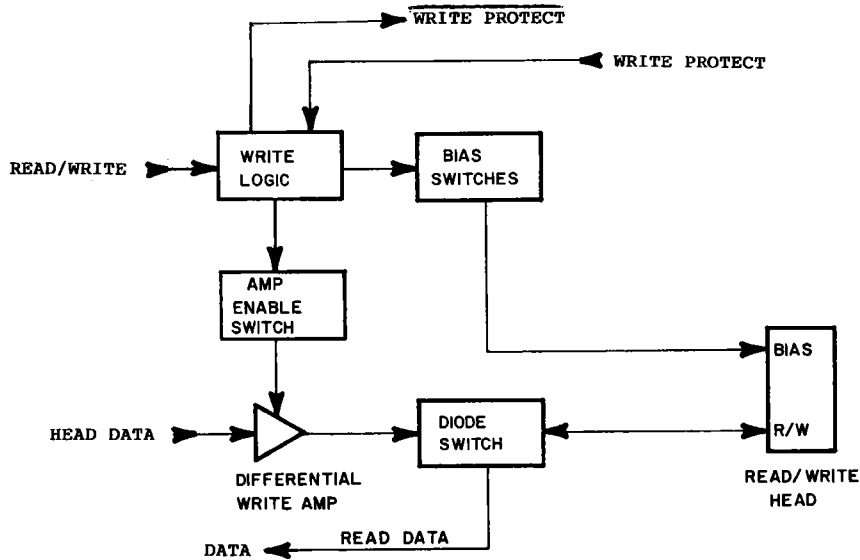 WRITE PROTECT
WRITE PROTECT
READ/WRITE
WRITE
LOGIC
BIAS
SWITCHES
AMP
ENABLE
SWITCH
BIAS
HEAD DATA
DIODE
SWITCH
R/W
DIFFERENTIAL
WRITE AMP
READ/WRITE
HEAD
READ DATA
DATA